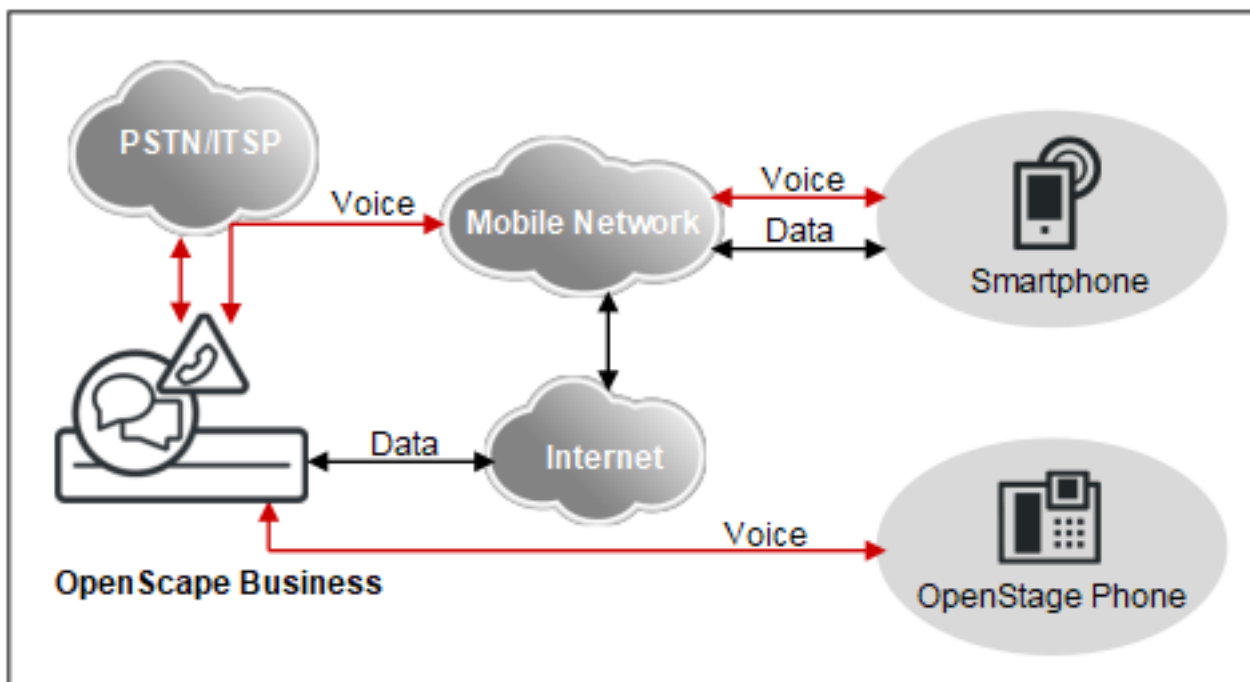 PSTN/ITSP
Voice
Mobile Network
Voice
Data
Smartphone
Data
Internet
Voice
OpenScape Business
OpenStage Phone